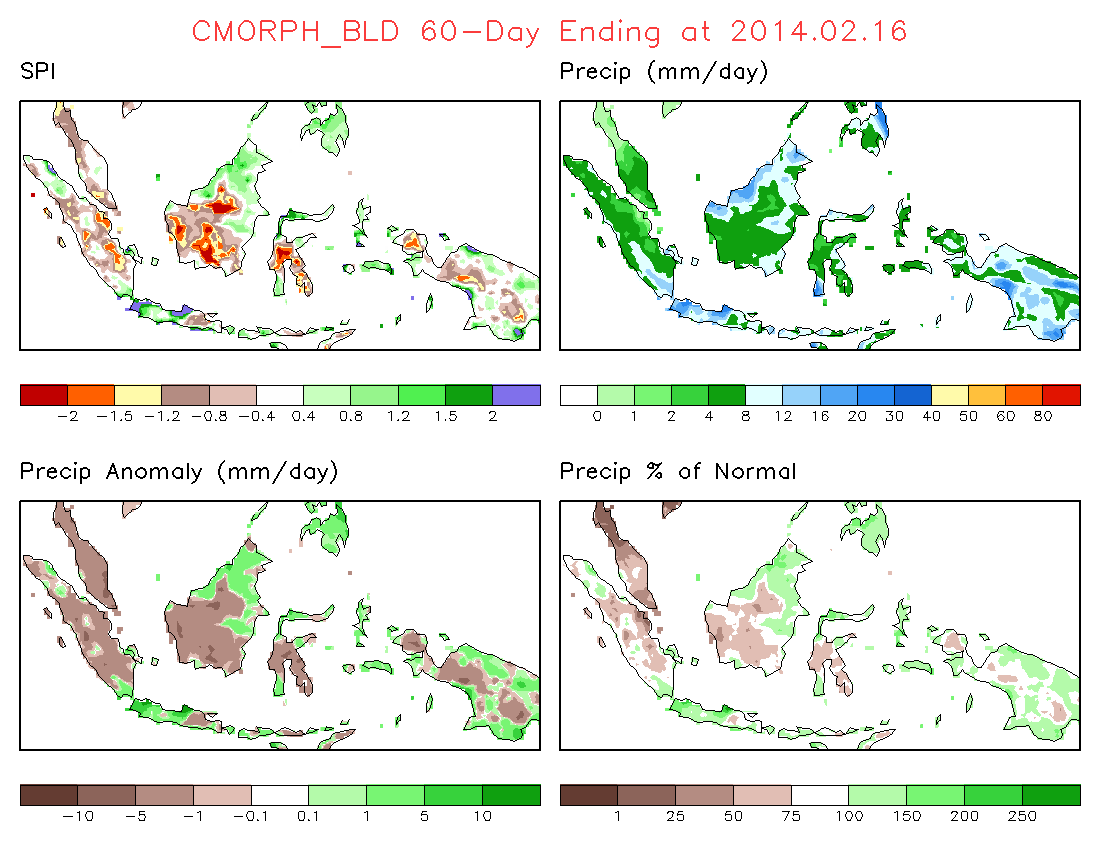 CMORPH_BLD 60-Day Ending at 2014.02.16
SPI
Precip (mm/day)
-2 -1.5 -1.2 -0.8 -0.4 0.4 0.8 1.2 1.5 2
0 1 2 4 8 12 16 20 30 40 50 60 80
Precip Anomaly (mm/day)
Precip % of Normal
-10 -5 -1 -0.1 0.1 1 5 10
1 25 50 75 100 150 200 250